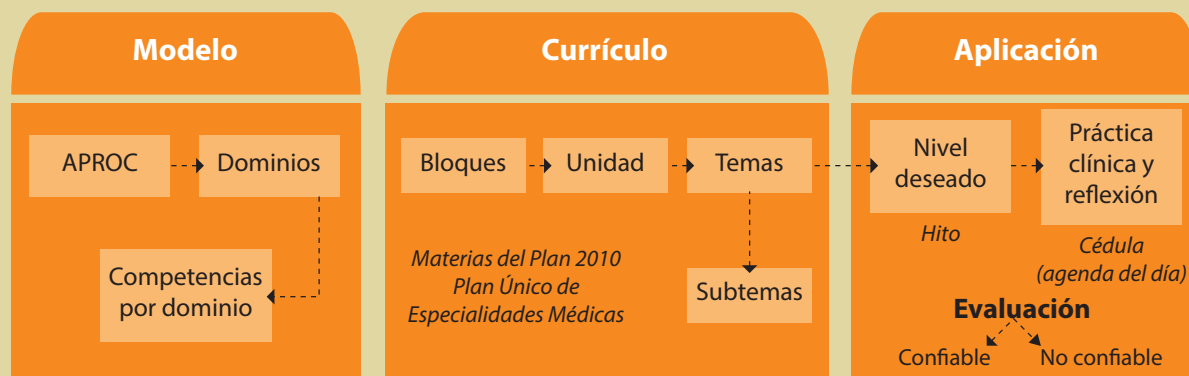 Modelo
APROC
Dominios
Competencias
por dominio
Currículo
Bloques
Unidad
Temas
Materias del Plan 2010
Plan Único de
Especialidades Médicas
Subtemas
Aplicación
Nivel
deseado
Hito
Práctica
clínica y
reflexión
Cédula
(agenda del día)
Evaluación
Confiable
No confiable